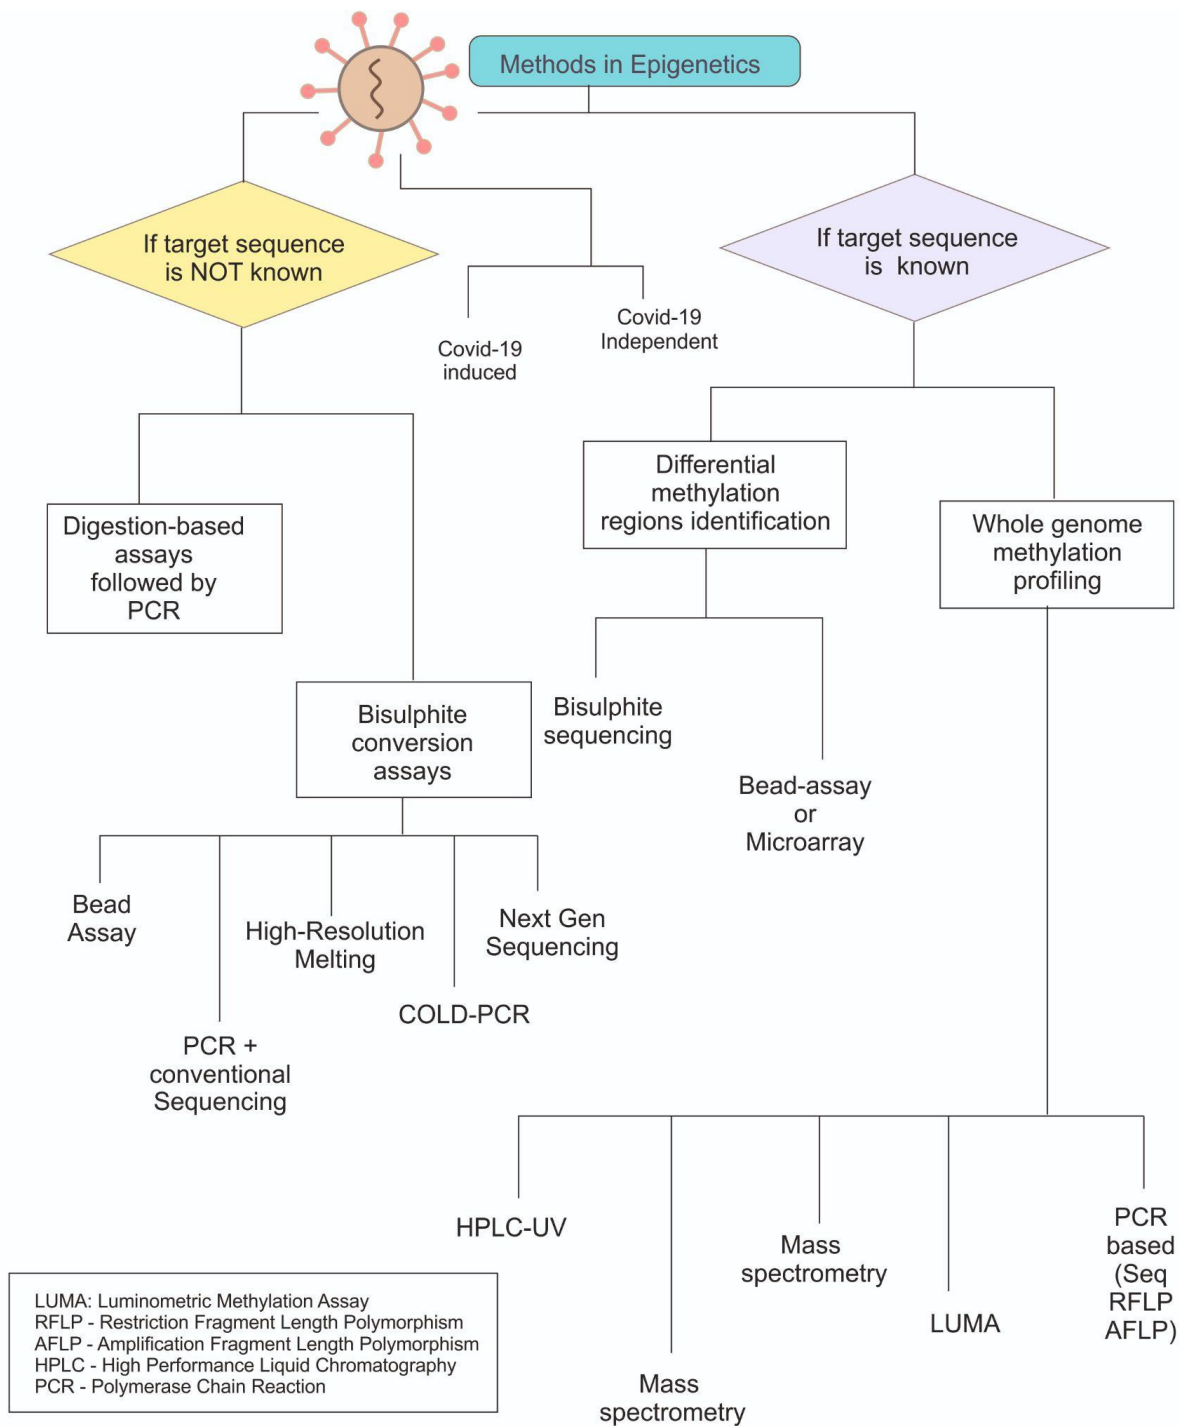 Methods in Epigenetics
If target sequence
is NOT known
If target sequence
is known
Covid-19
induced
Covid-19
Independent
Digestion-based
assays
followed by
PCR
Differential
methylation
regions identification
Whole genome
methylation
profiling
Bisulphite
conversion
assays
Bisulphite
sequencing
Bead-assay
or
Microarray
Bead
Assay
PCR +
conventional
Sequencing
High-Resolution
Melting
COLD-PCR
Next Gen
Sequencing
HPLC-UV
Mass
spectrometry
Mass
spectrometry
LUMA
PCR
based
(Seq
RFLP
AFLP)
LUMA: Luminometric Methylation Assay
RFLP - Restriction Fragment Length Polymorphism
AFLP - Amplification Fragment Length Polymorphism
HPLC - High Performance Liquid Chromatography
PCR - Polymerase Chain Reaction